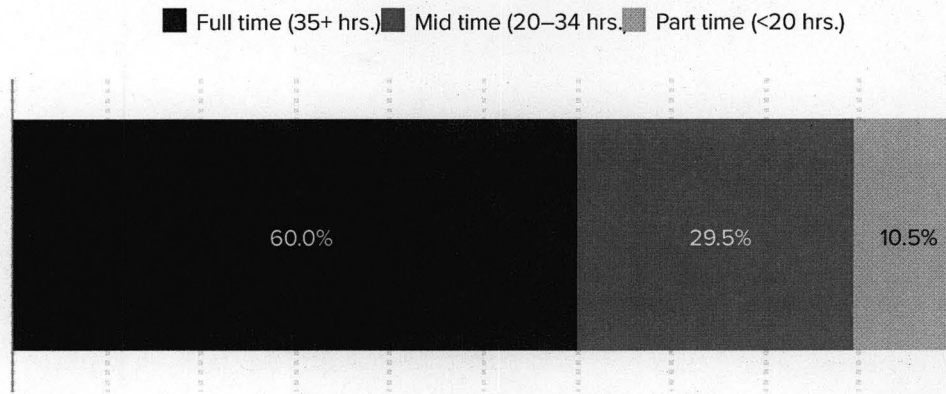 Full time (35+ hrs.) Mid time (20–34 hrs. Part time (<20 hrs.)
60.0% 29.5% 10.5%